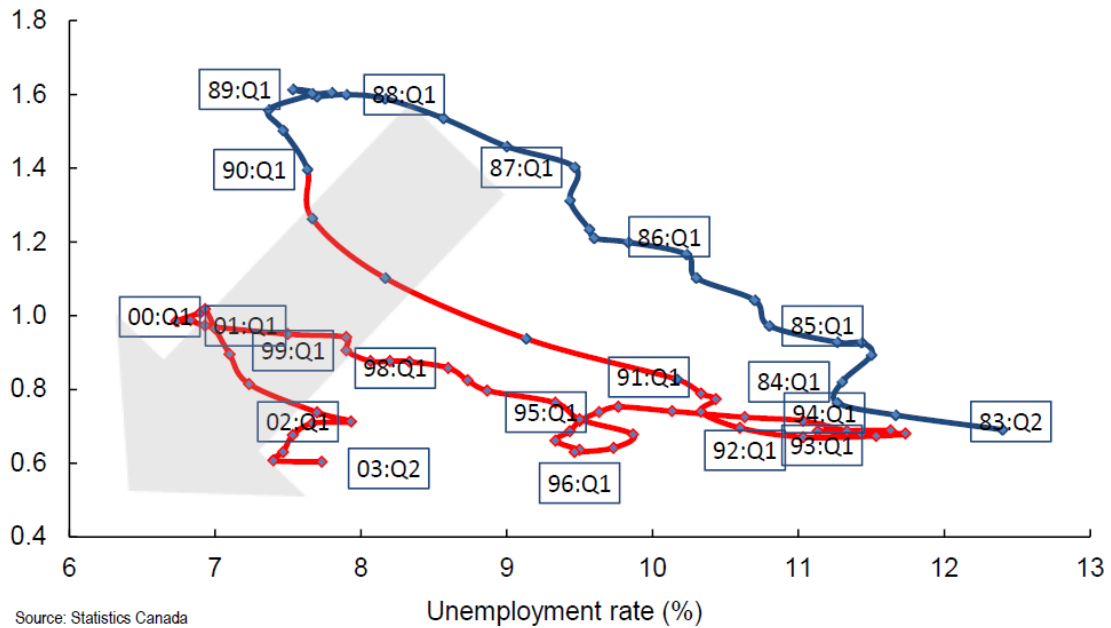 1.8
1.6
1.4
1.2
1.0
0.8
0.6
0.4
89:Q1
88:Q1
90:Q1
87:Q1
86:Q1
00:Q1
01:Q1
85:Q1
99:Q1
98:Q1
91:Q1
84:Q1
95:Q1
94:Q1
02:Q1
92:Q1
93:Q1
03:Q2
96:Q1
83:Q2
6 7 8 9 10 11 12 13
Unemployment rate (%)
Source: Statistics Canada